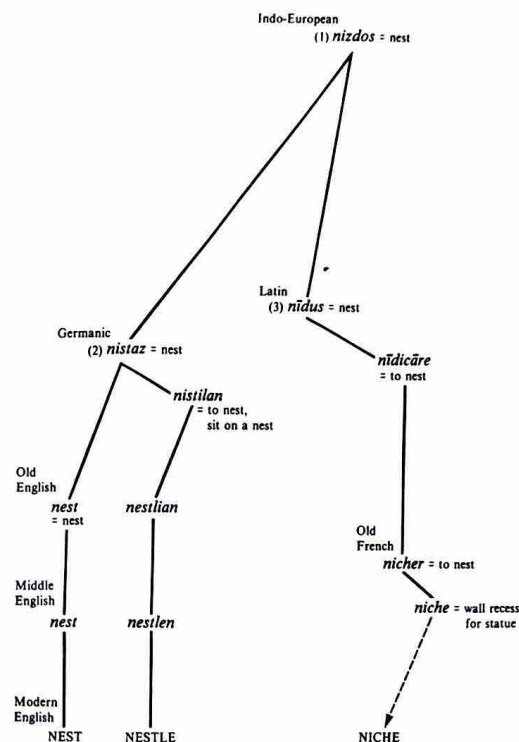 Indo-European
(1) nizdos = nest
Latin
(3) nīdus = nest
Germanic
(2) nistaz = nest
nīdicāre
= to nest
nistilan
= to nest,
sit on a nest
Old
English
nest
= nest
nestlian
Old
French
nicher = to nest
Middle
English
nest
nestlen
niche = wall recess
for statue
Modern
English
NEST
NESTLE
NICHE